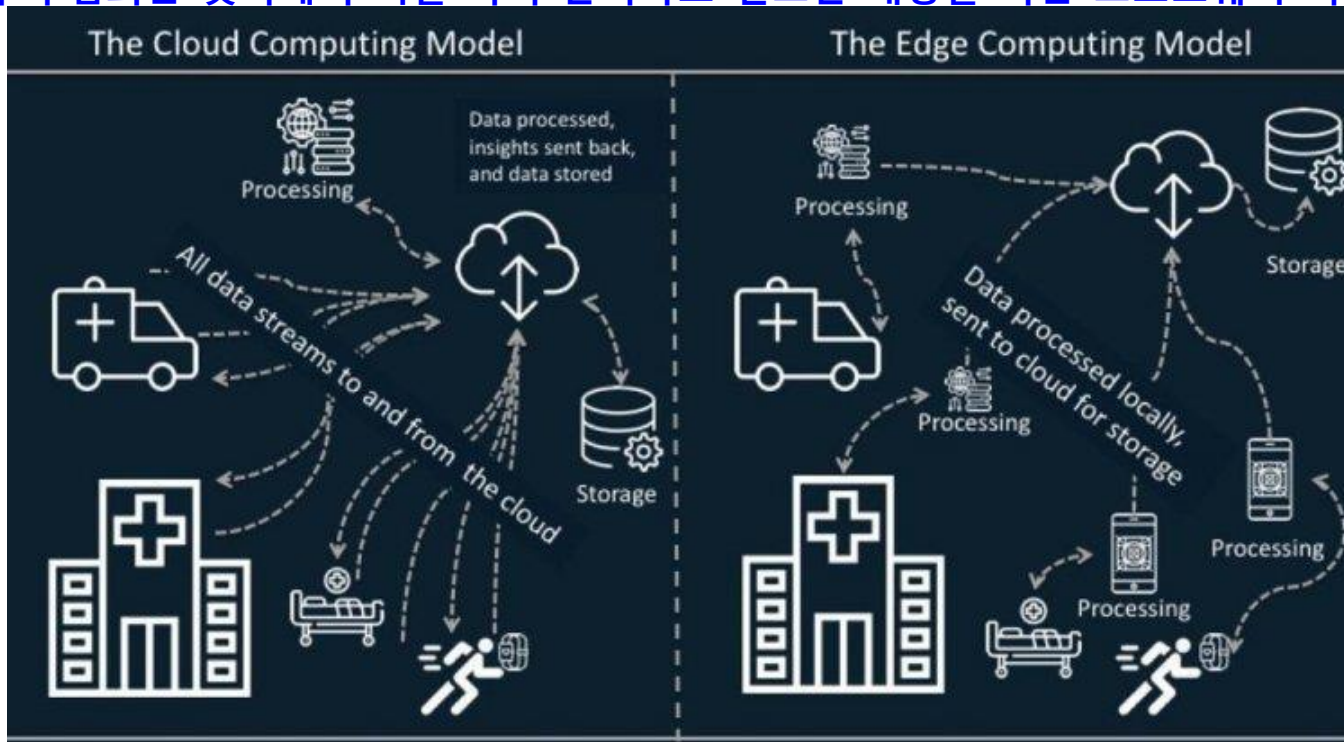 The Cloud Computing Model
Data processed,
insights sent back,
and data stored
Processing
All data streams to and from the cloud
Storage
The Edge Computing Model
Processing
Storage
Data processed locally,
sent to cloud for storage
Processing
Processing
Processing